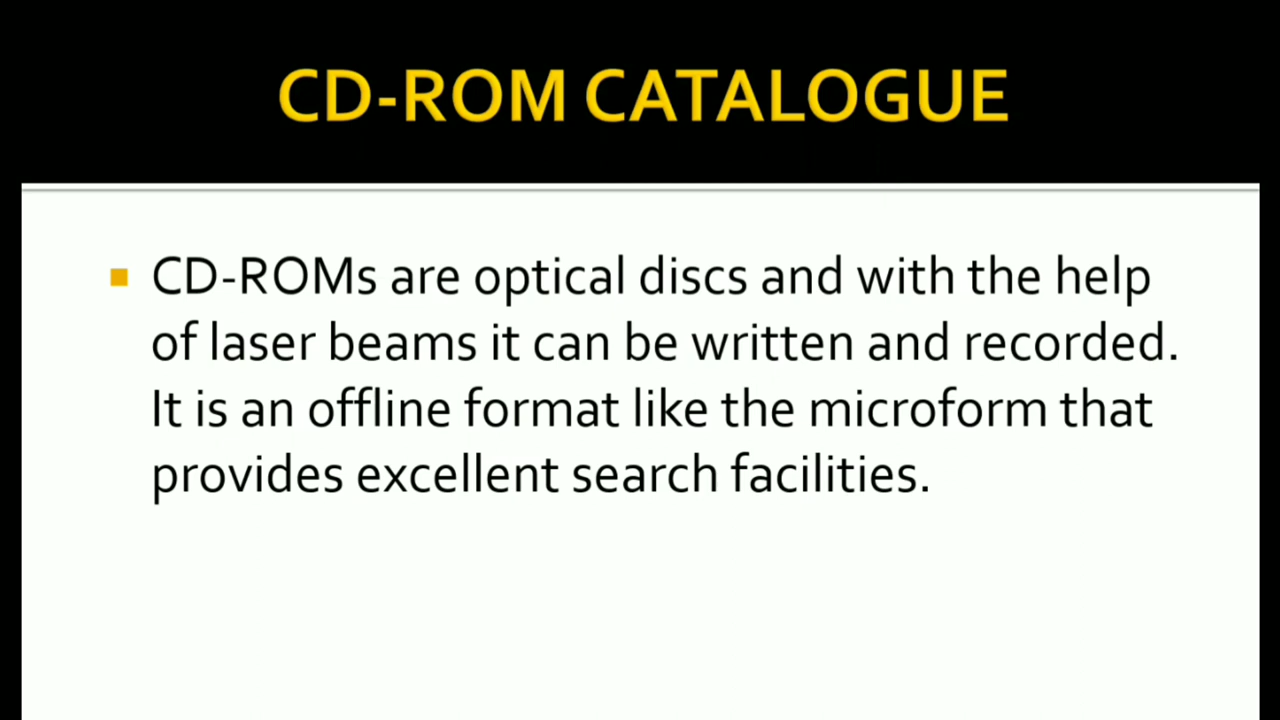 CD-ROM CATALOGUE
CD-ROMs are optical discs and with the help
of laser beams it can be written and recorded.
It is an offline format like the microform that
provides excellent search facilities.